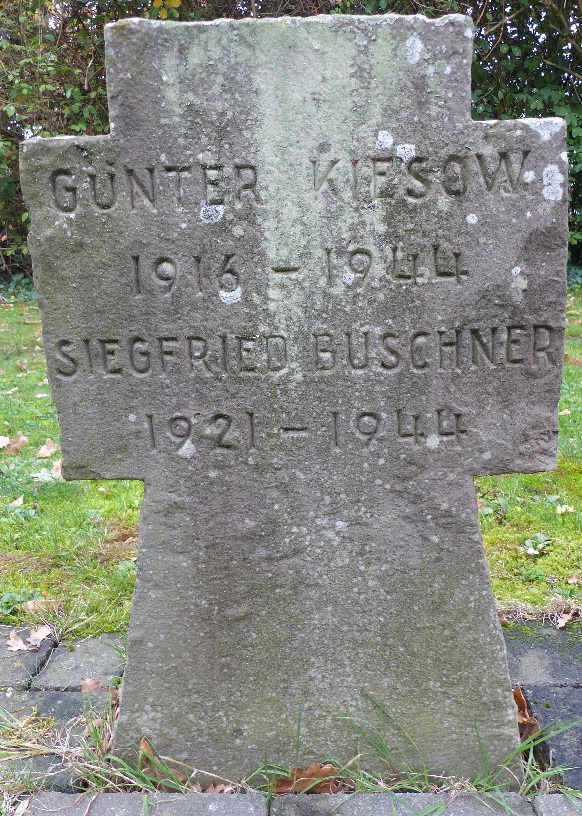 GÜNTER KIESOW
1916 – 1944
SIEGFRIED BUSCHNER
1921 – 1944